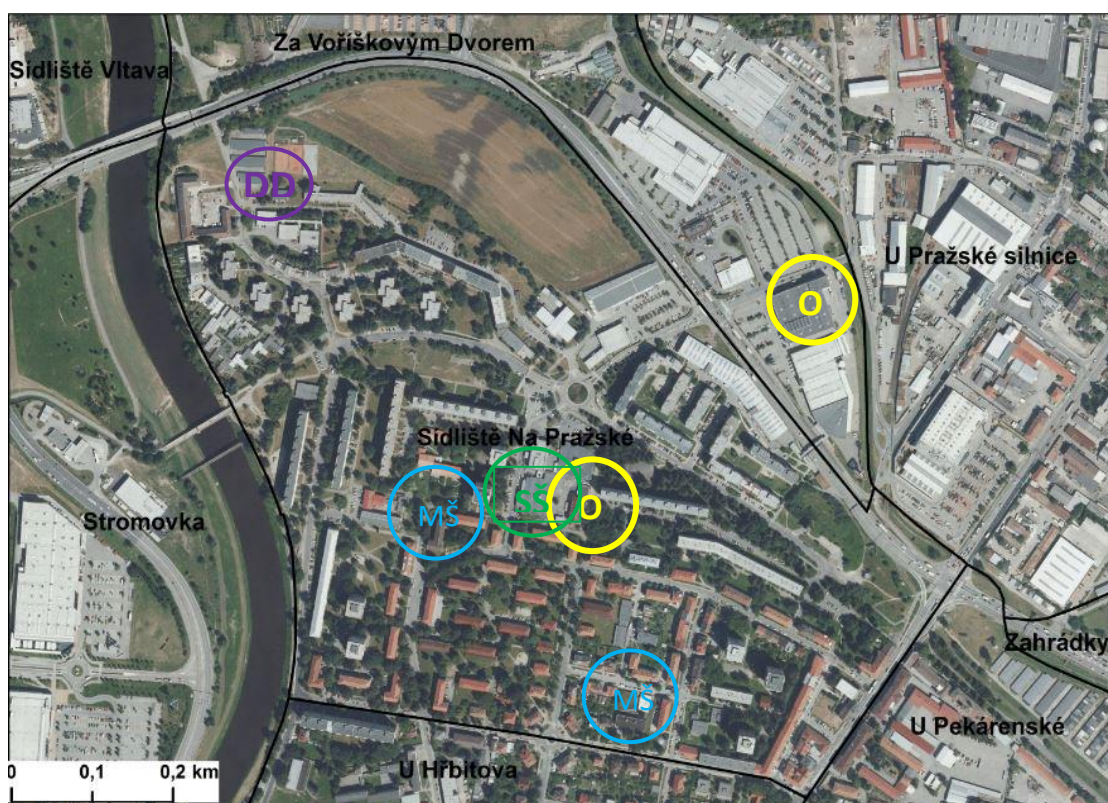 Za Voříškovým Dvorem
Sídliště Vltava
DD
U Pražské silnice
O
Sídliště Na Pražské
MŠ
SŠ
O
Stromovka
Zahrádky
MŠ
U Pekárenské
U Hřbitova
0 0,1 0,2 km